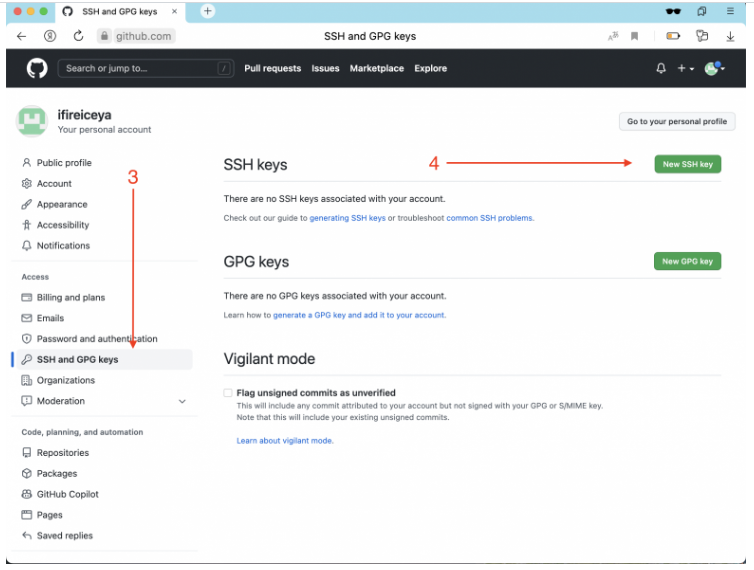 SSH and GPG keys
github.com
SSH and GPG keys
Search or jump to...
/
Pull requests
Issues
Marketplace
Explore
ifireiceya
Your personal account
Go to your personal profile
Public profile
Account
Appearance
Accessibility
Notifications
Access
Billing and plans
Emails
Password and authentication
SSH and GPG keys
Organizations
Moderation
Code, planning, and automation
Repositories
Packages
GitHub Copilot
Pages
Saved replies
3
SSH keys
4
New SSH key
There are no SSH keys associated with your account.
Check out our guide to generating SSH keys or troubleshoot common SSH problems.
GPG keys
New GPG key
There are no GPG keys associated with your account.
Learn how to generate a GPG key and add it to your account.
Vigilant mode
Flag unsigned commits as unverified
This will include any commit attributed to your account but not signed with your GPG or S/MIME key.
Note that this will include your existing unsigned commits.
Learn about vigilant mode.